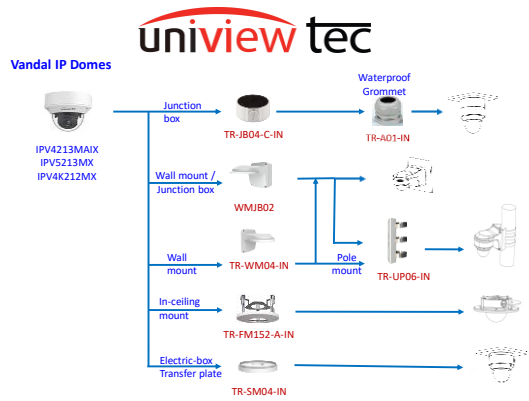 uniview tec
Vandal IP Domes
IPV4213MAIX
IPV5213MX
IPV4K212MX
Junction
box
TR-JB04-C-IN
Waterproof
Grommet
TR-A01-IN
Wall mount /
Junction box
WMJB02
Wall
mount
TR-WM04-IN
Pole
mount
TR-UP06-IN
In-ceiling
mount
TR-FM152-A-IN
Electric-box
Transfer plate
TR-SM04-IN